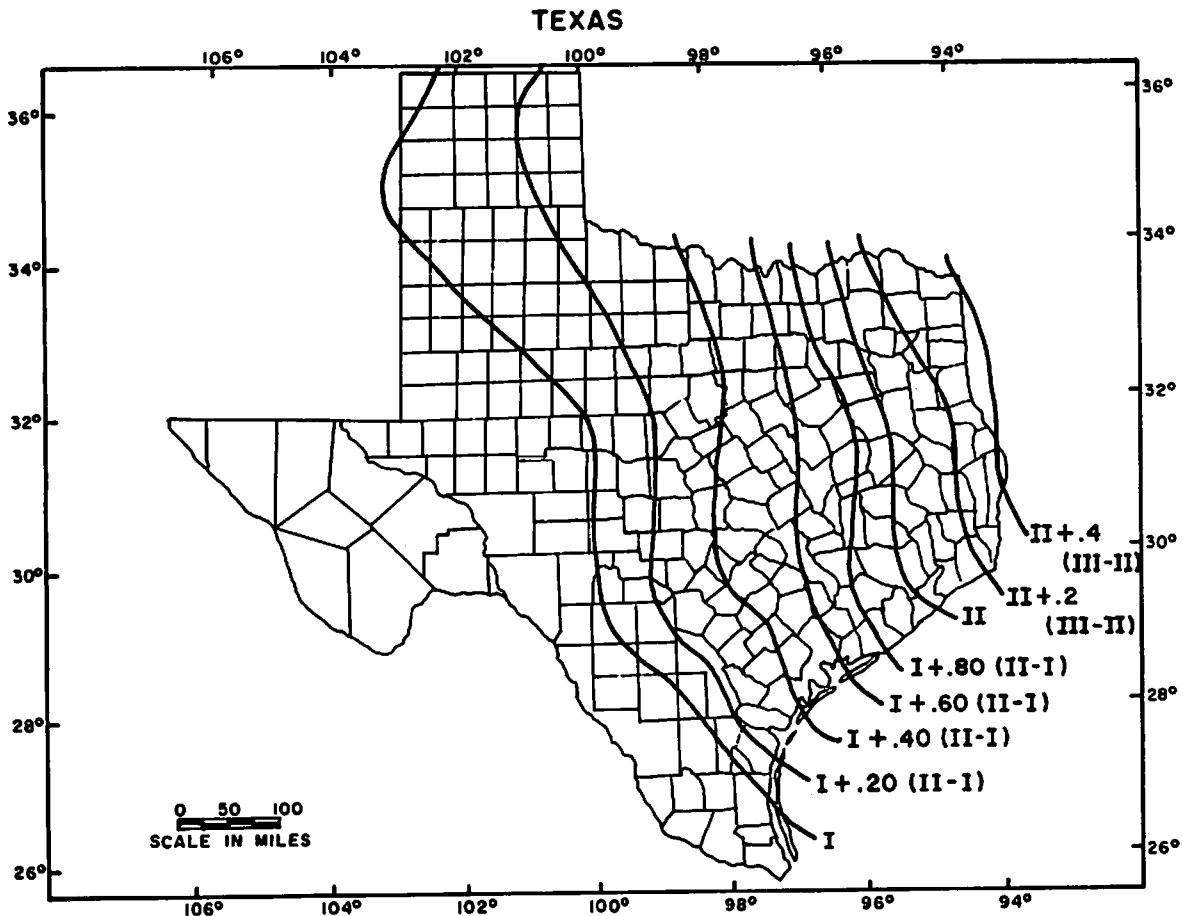 TEXAS
106° 104° 102° 100° 98° 96° 94°
36° 36°
34° 34°
32° 32°
30° 30°
II+.4
(III-II)
II+.2
(III-II)
II
I+.80 (II-I)
I+.60 (II-I)
28° 28°
I+.40 (II-I)
I+.20 (II-I)
0 50 100
SCALE IN MILES
I
26° 26°
106° 104° 102° 100° 98° 96° 94°